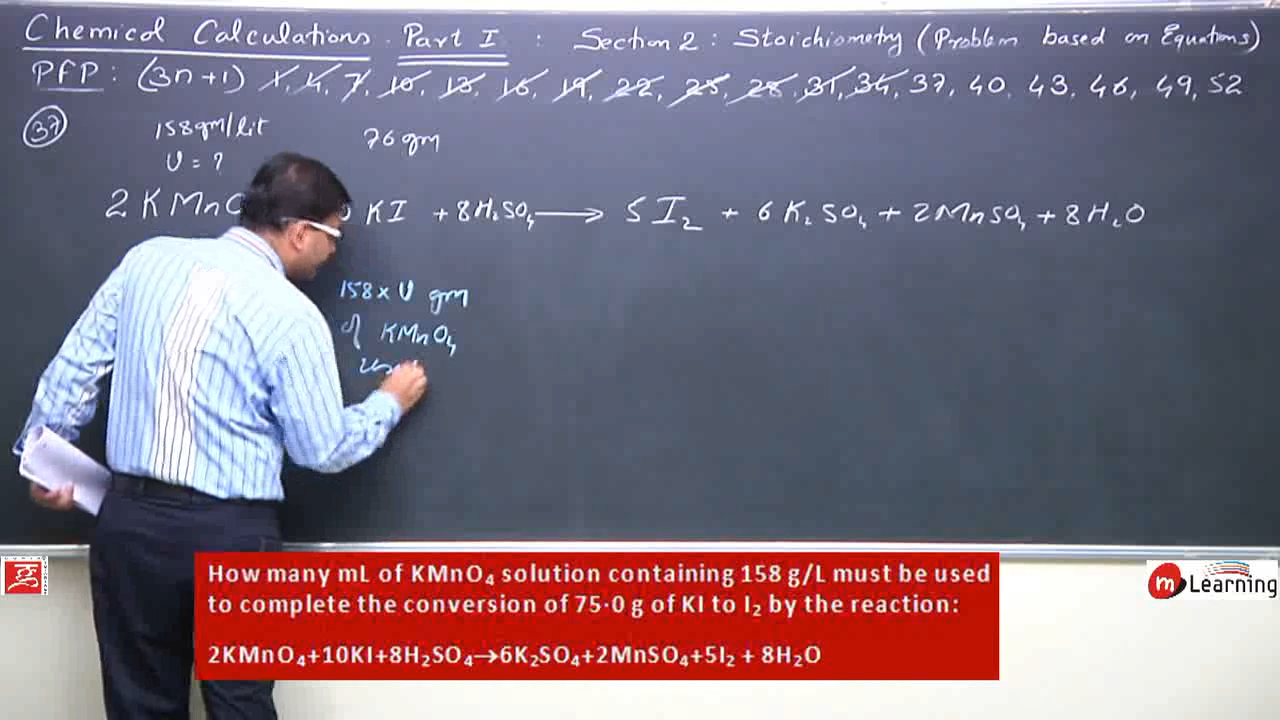 Chemical Calculations. Part I : Section 2 : Stoichiometry (Problem based on Equations)
PfP : (3n+1) 1, 4, 7, 10, 13, 16, 19, 22, 25, 28, 31, 34, 37, 40, 43, 46, 49, 52
37
158 gm/lit
76 gm
V = ?
2 KMnO KI + 8H₂SO₄ ⟶ 5 I₂ + 6 K₂SO₄ + 2MnSO₄ + 8H₂O
158 × V gm
of KMnO₄
How many mL of KMnO₄ solution containing 158 g/L must be used
to complete the conversion of 75·0 g of KI to I₂ by the reaction:
2KMnO₄+10KI+8H₂SO₄→6K₂SO₄+2MnSO₄+5I₂ + 8H₂O
m Learning